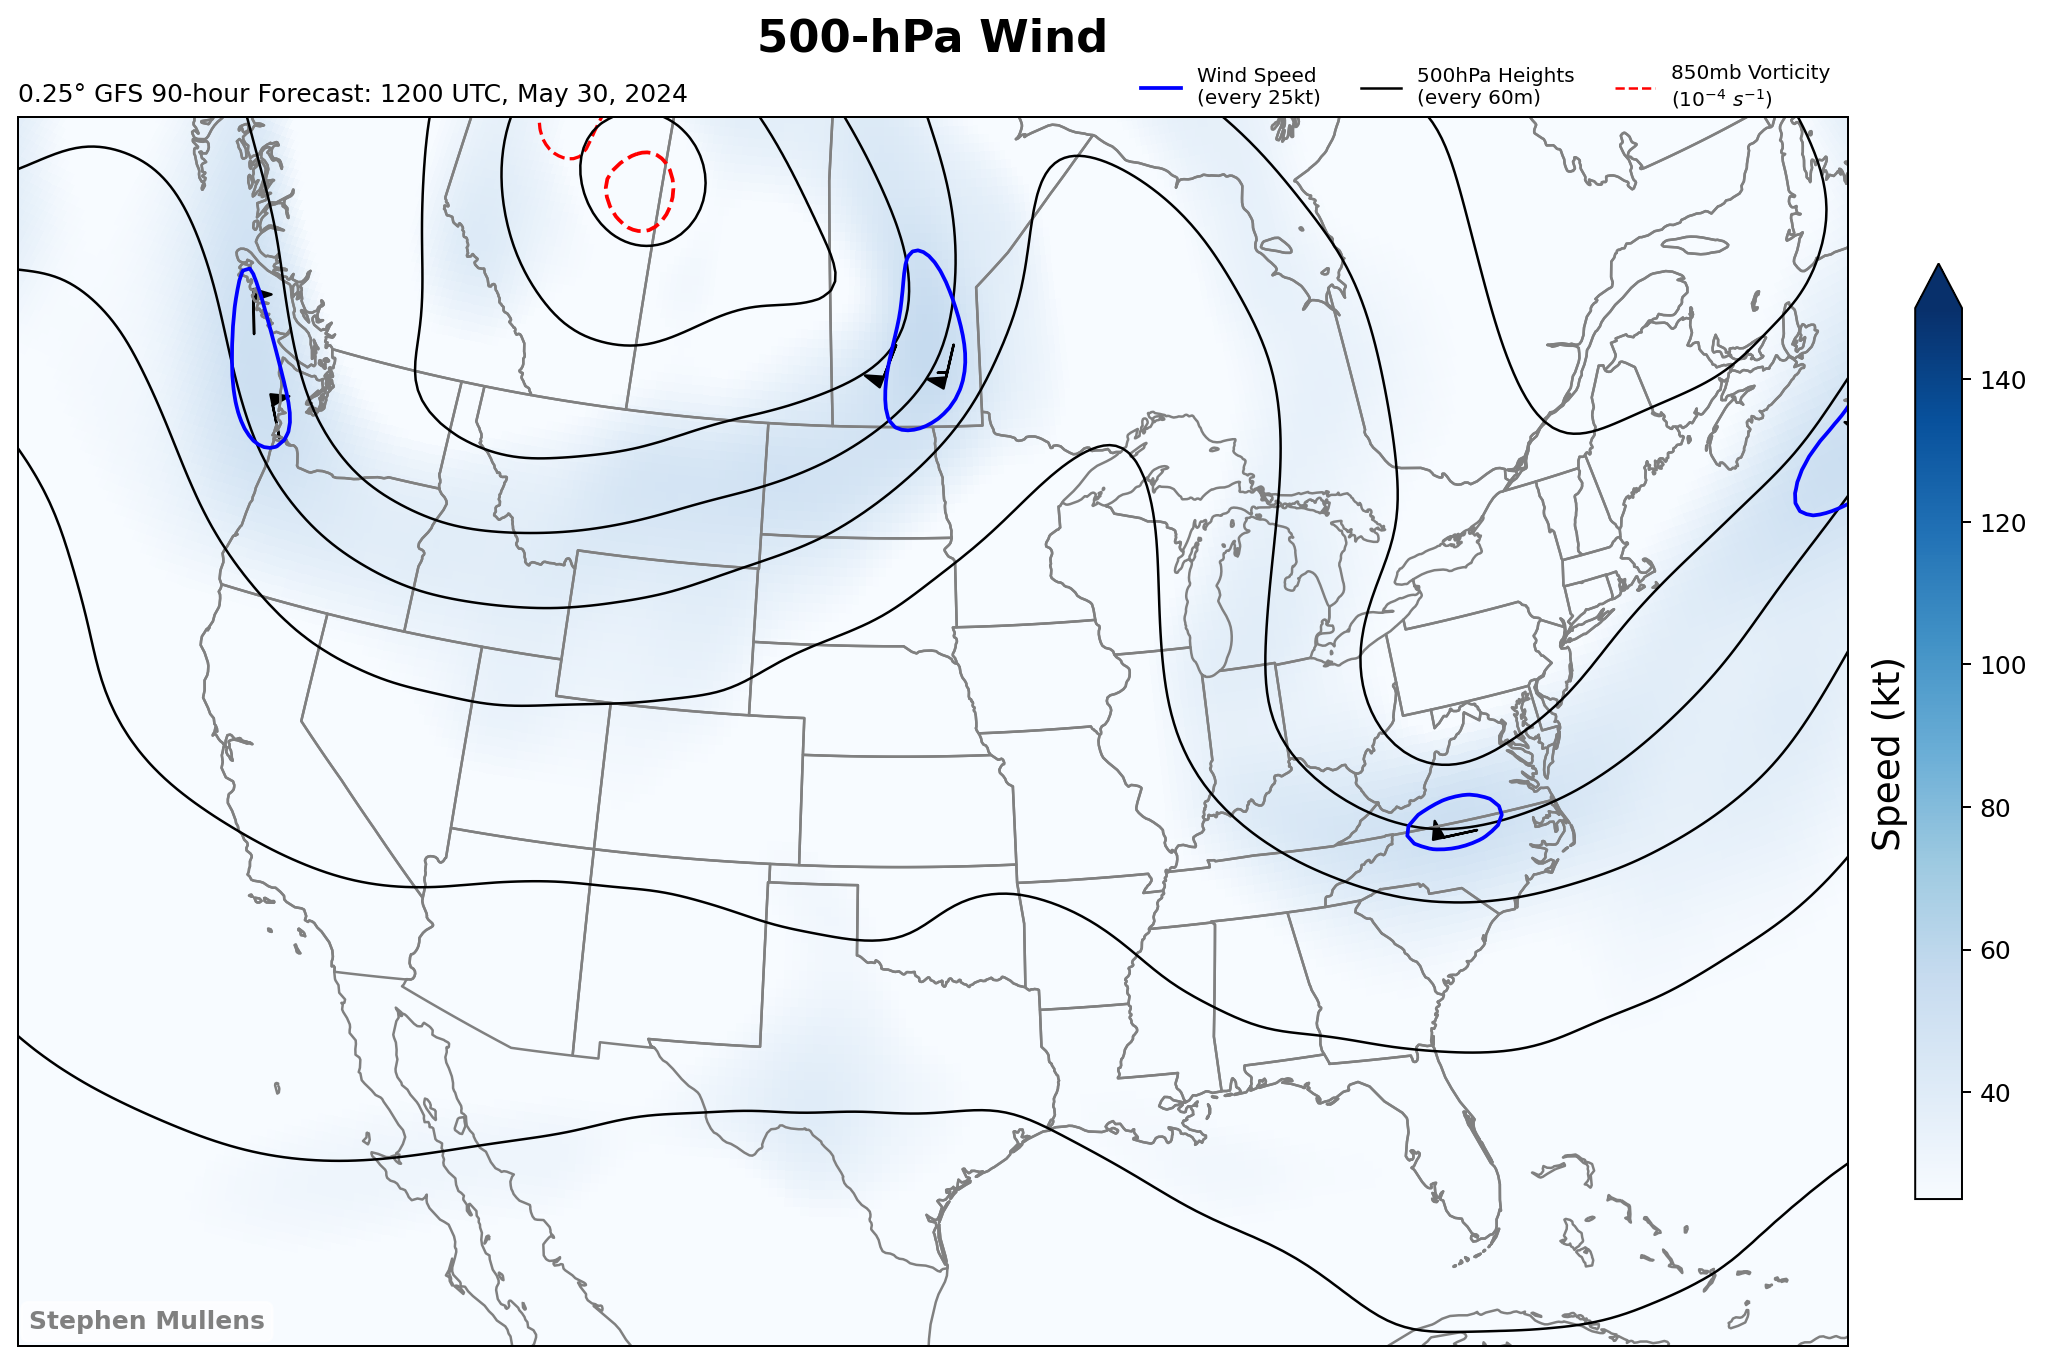 500-hPa Wind
0.25° GFS 90-hour Forecast: 1200 UTC, May 30, 2024
Wind Speed
(every 25kt)
500hPa Heights
(every 60m)
850mb Vorticity
(10⁻⁴ s⁻¹)
140
120
100
80
60
40
Speed (kt)
Stephen Mullens